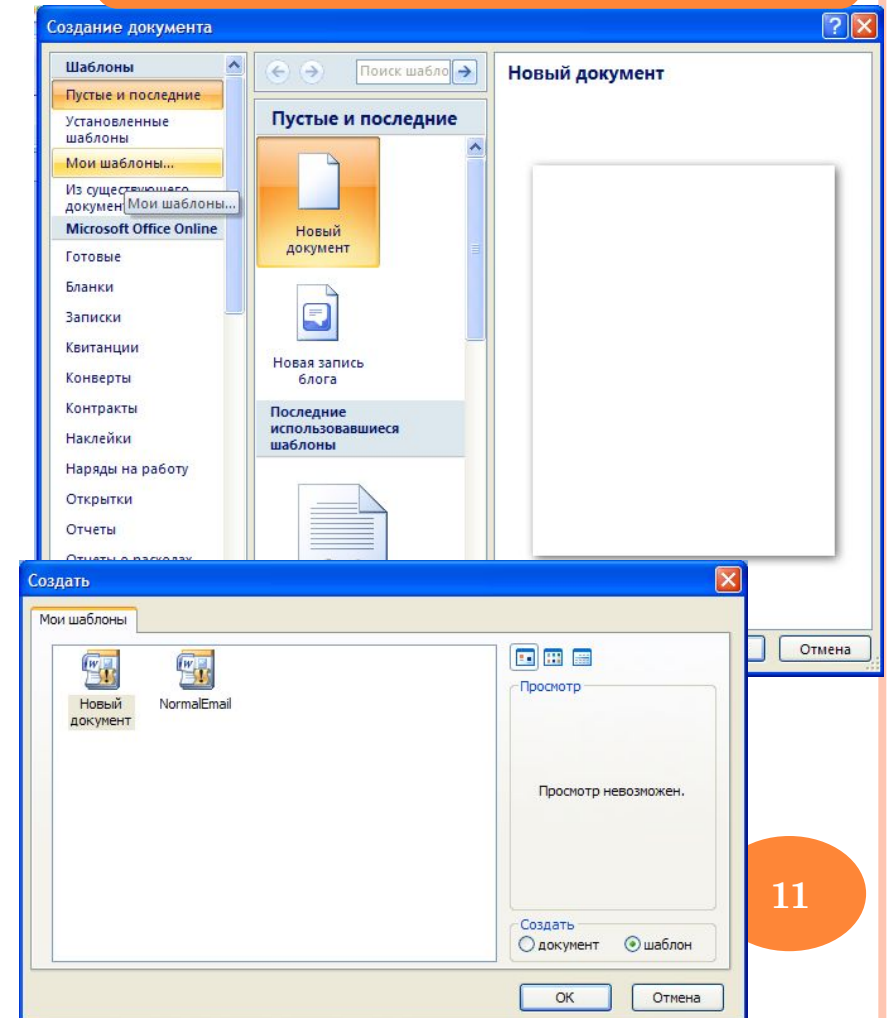 Создание документа
Шаблоны
Пустые и последние
Установленные
шаблоны
Мои шаблоны...
Из существующего
докумен
Мои шаблоны...
Microsoft Office Online
Готовые
Бланки
Записки
Квитанции
Конверты
Контракты
Наклейки
Наряды на работу
Открытки
Отчеты
Отчеты о расходах
Поиск шабло
Пустые и последние
Новый
документ
Новая запись
блога
Последние
использовавшиеся
шаблоны
Новый документ
Отмена
Создать
Мои шаблоны
Новый
документ
NormalEmail
Просмотр
Просмотр невозможен.
Создать
документ
шаблон
ОК
Отмена
11